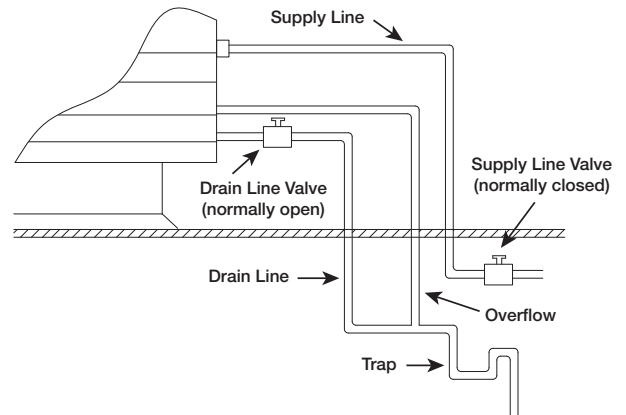 Supply Line
Drain Line Valve
(normally open)
Supply Line Valve
(normally closed)
Drain Line
Overflow
Trap